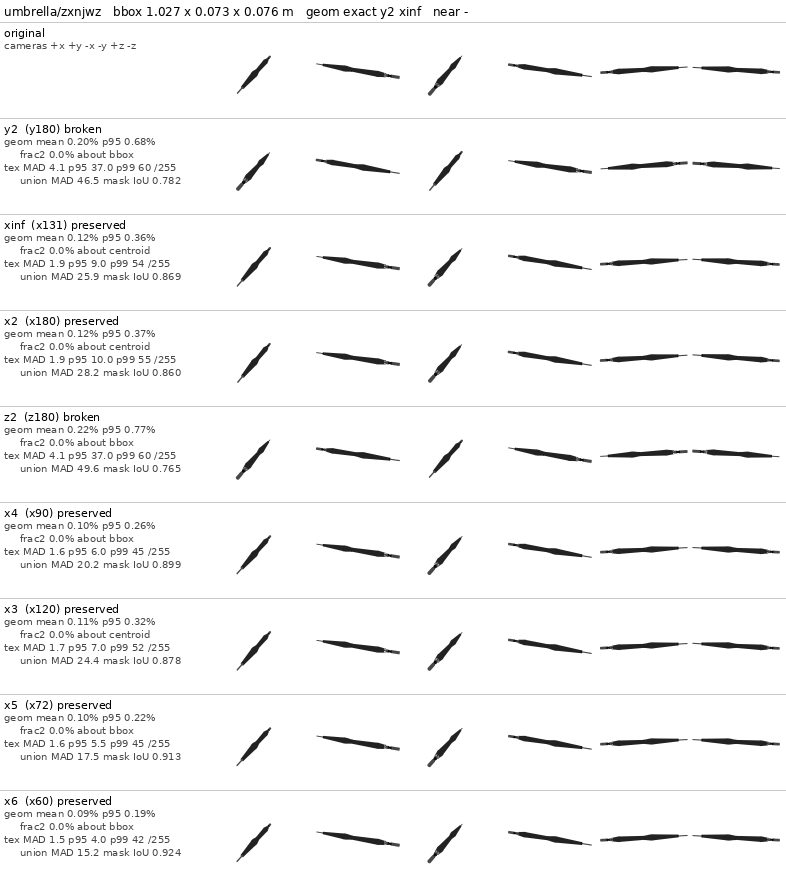 umbrella/zxnjwz   bbox 1.027 x 0.073 x 0.076 m   geom exact y2 xinf   near -
original
cameras +x +y -x -y +z -z
y2  (y180) broken
geom mean 0.20% p95 0.68%
frac2 0.0% about bbox
tex MAD 4.1 p95 37.0 p99 60 /255
union MAD 46.5 mask IoU 0.782
xinf  (x131) preserved
geom mean 0.12% p95 0.36%
frac2 0.0% about centroid
tex MAD 1.9 p95 9.0 p99 54 /255
union MAD 25.9 mask IoU 0.869
x2  (x180) preserved
geom mean 0.12% p95 0.37%
frac2 0.0% about centroid
tex MAD 1.9 p95 10.0 p99 55 /255
union MAD 28.2 mask IoU 0.860
z2  (z180) broken
geom mean 0.22% p95 0.77%
frac2 0.0% about bbox
tex MAD 4.1 p95 37.0 p99 60 /255
union MAD 49.6 mask IoU 0.765
x4  (x90) preserved
geom mean 0.10% p95 0.26%
frac2 0.0% about bbox
tex MAD 1.6 p95 6.0 p99 45 /255
union MAD 20.2 mask IoU 0.899
x3  (x120) preserved
geom mean 0.11% p95 0.32%
frac2 0.0% about centroid
tex MAD 1.7 p95 7.0 p99 52 /255
union MAD 24.4 mask IoU 0.878
x5  (x72) preserved
geom mean 0.10% p95 0.22%
frac2 0.0% about bbox
tex MAD 1.6 p95 5.5 p99 45 /255
union MAD 17.5 mask IoU 0.913
x6  (x60) preserved
geom mean 0.09% p95 0.19%
frac2 0.0% about bbox
tex MAD 1.5 p95 4.0 p99 42 /255
union MAD 15.2 mask IoU 0.924